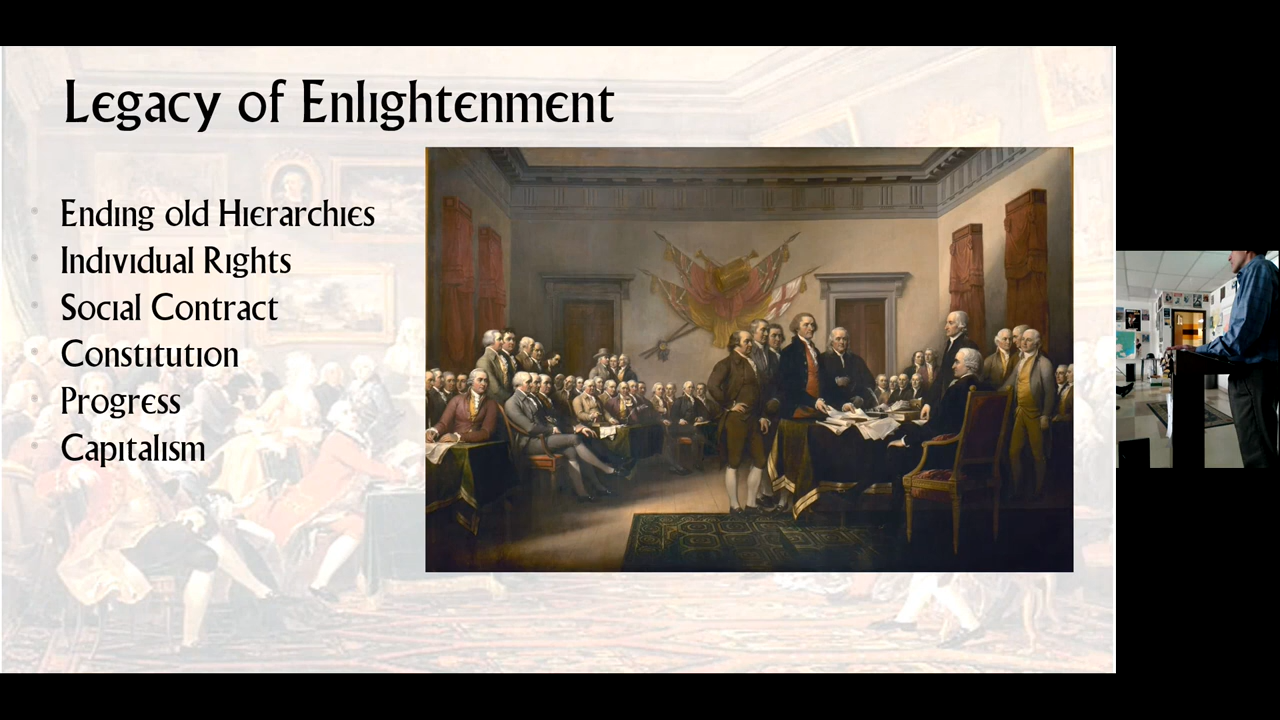 Legacy of Enlightenment
Ending old Hierarchies
Individual Rights
Social Contract
Constitution
Progress
Capitalism